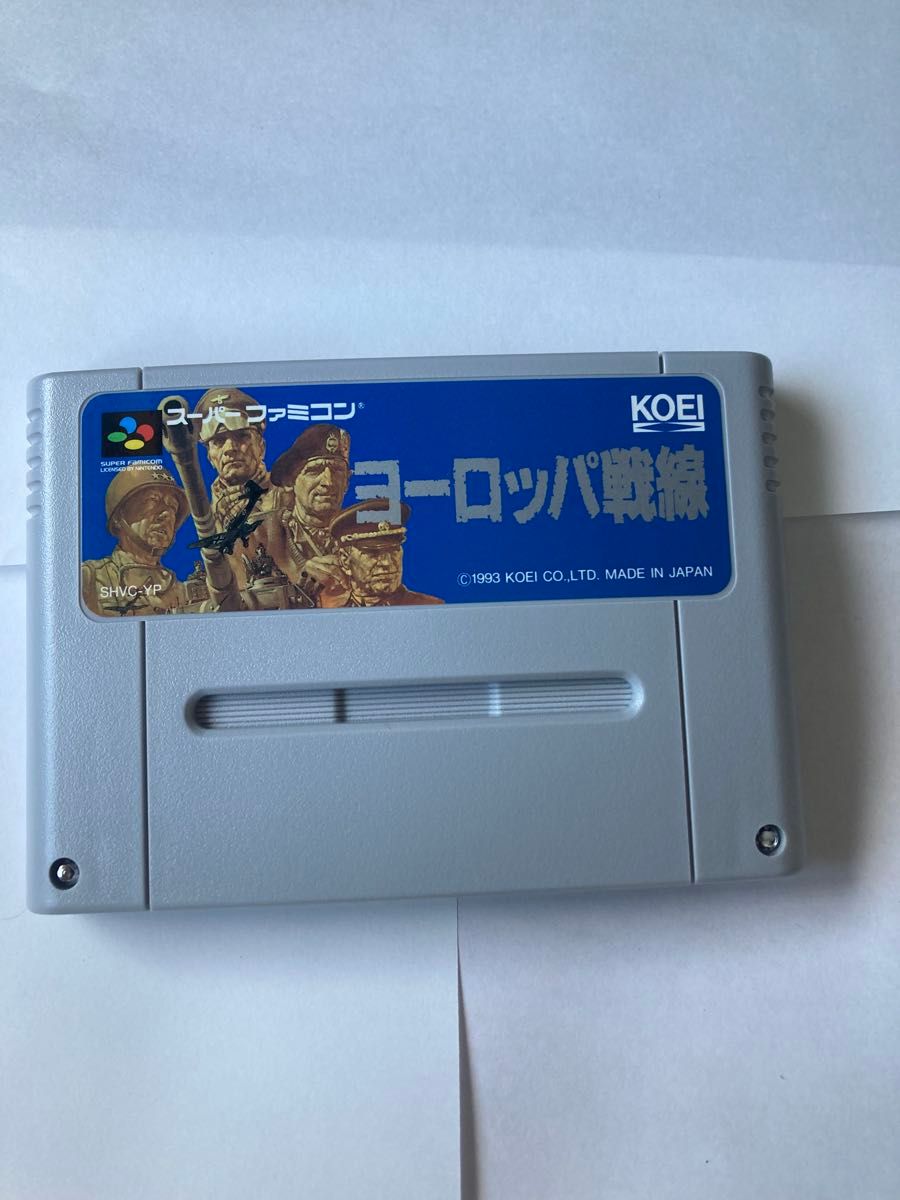 スーパーファミコン®
KOEI
SUPER FAMICOM
LICENSED BY NINTENDO
ヨーロッパ戦線
©1993 KOEI CO.,LTD. MADE IN JAPAN
SHVC-YP